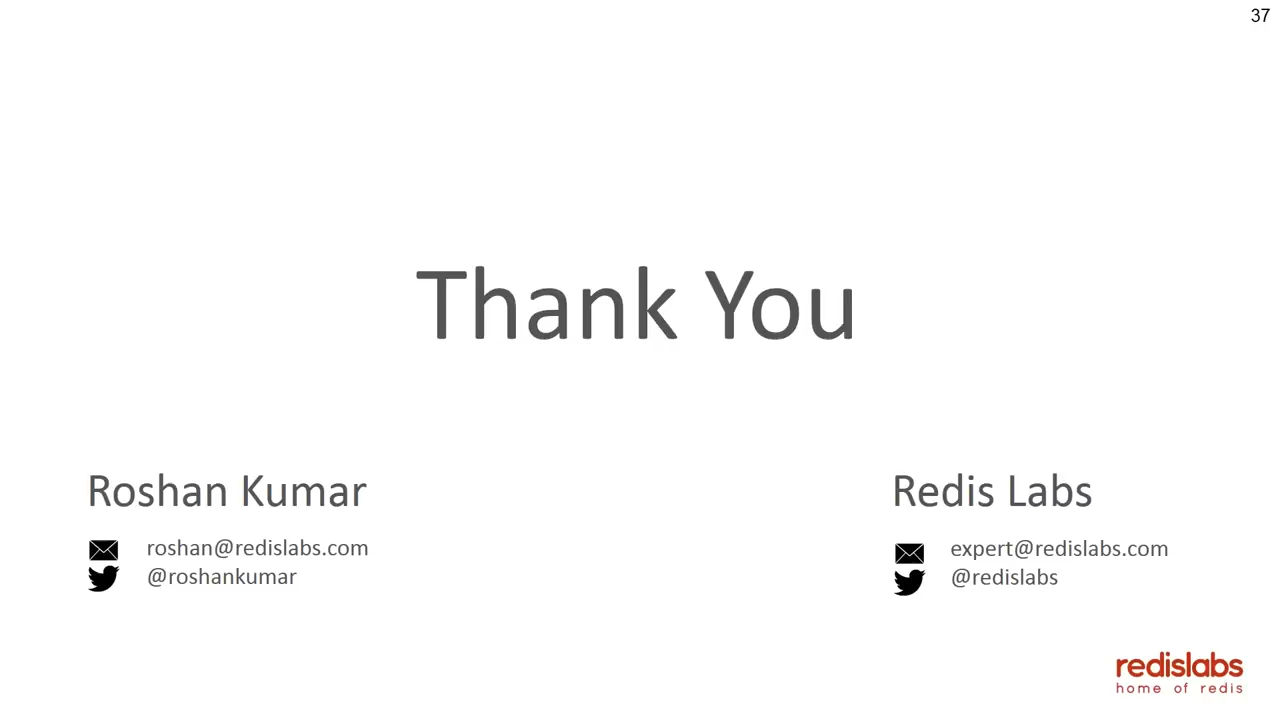 37
Thank You
Roshan Kumar
roshan@redislabs.com
@roshankumar
Redis Labs
expert@redislabs.com
@redislabs
redislabs
home of redis